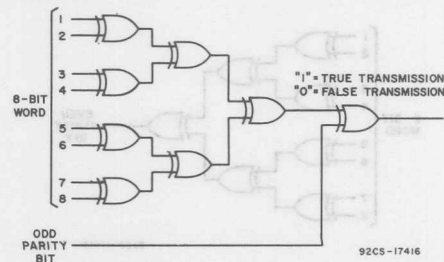 1
2
3
4
8-BIT
WORD
5
6
7
8
"1" = TRUE TRANSMISSION
"0" = FALSE TRANSMISSION
ODD
PARITY
BIT
92CS-17416